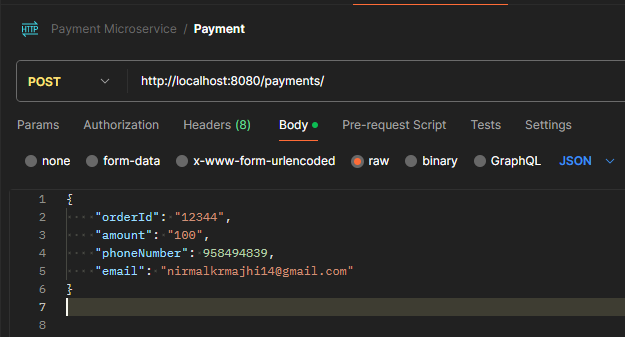 HTTP Payment Microservice / Payment
POST http://localhost:8080/payments/
Params Authorization Headers (8) Body Pre-request Script Tests Settings
none form-data x-www-form-urlencoded raw binary GraphQL JSON
1 {
2 "orderId": "12344",
3 "amount": "100",
4 "phoneNumber": 958494839,
5 "email": "nirmalkrmajhi14@gmail.com"
6 }
7
8